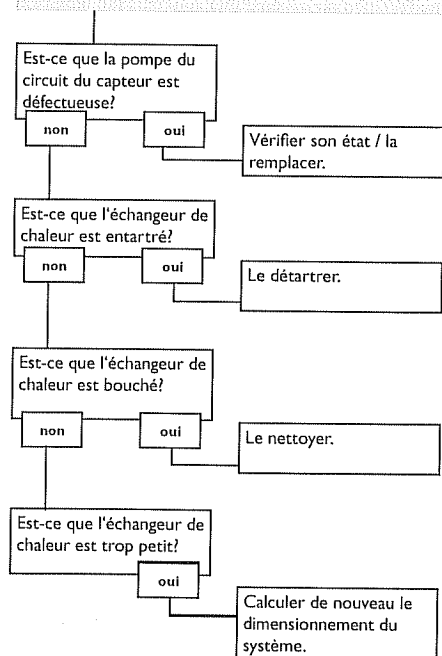 Est-ce que la pompe du
circuit du capteur est
défectueuse?
non
oui
Vérifier son état / la
remplacer.
Est-ce que l'échangeur de
chaleur est entartré?
non
oui
Le détartrer.
Est-ce que l'échangeur de
chaleur est bouché?
non
oui
Le nettoyer.
Est-ce que l'échangeur de
chaleur est trop petit?
oui
Calculer de nouveau le
dimensionnement du
système.